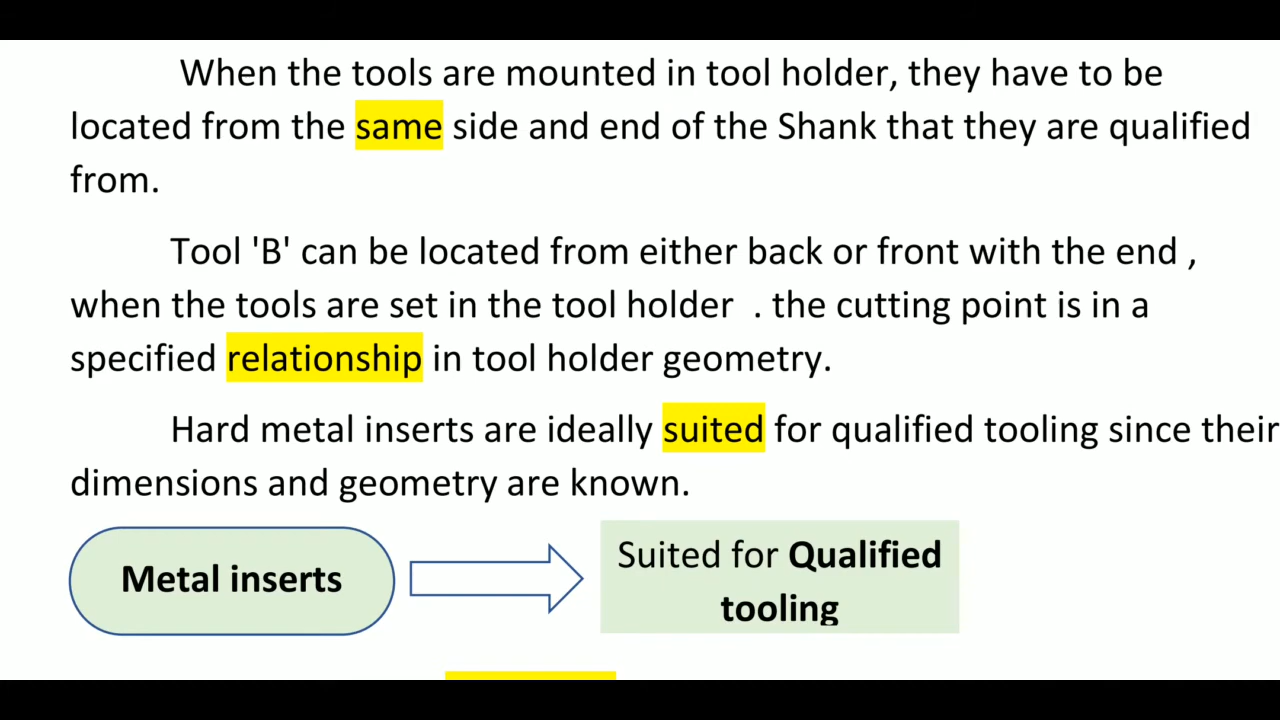 When the tools are mounted in tool holder, they have to be
located from the same side and end of the Shank that they are qualified
from.
Tool 'B' can be located from either back or front with the end ,
when the tools are set in the tool holder . the cutting point is in a
specified relationship in tool holder geometry.
Hard metal inserts are ideally suited for qualified tooling since their
dimensions and geometry are known.
Metal inserts
Suited for Qualified
tooling